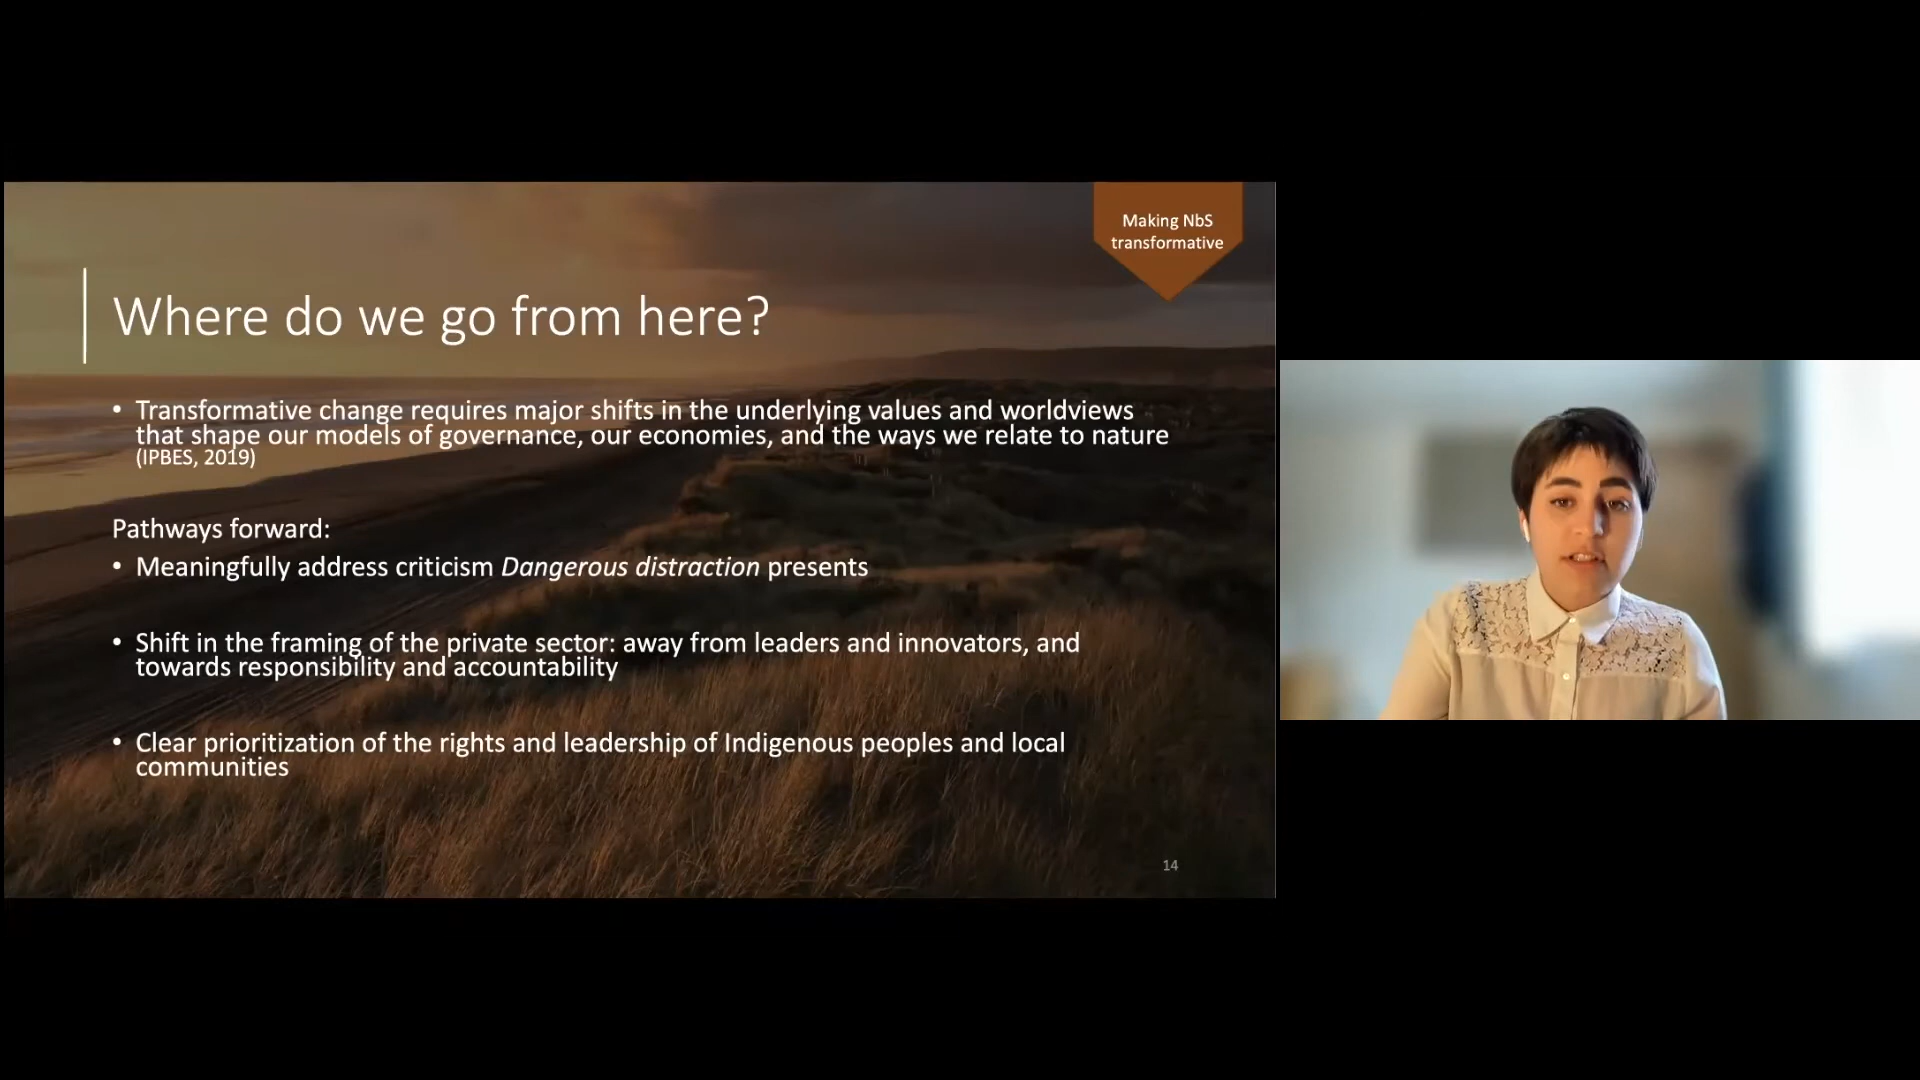 Making NbS
transformative
Where do we go from here?
• Transformative change requires major shifts in the underlying values and worldviews
that shape our models of governance, our economies, and the ways we relate to nature
(IPBES, 2019)
Pathways forward:
• Meaningfully address criticism Dangerous distraction presents
• Shift in the framing of the private sector: away from leaders and innovators, and
towards responsibility and accountability
• Clear prioritization of the rights and leadership of Indigenous peoples and local
communities
14